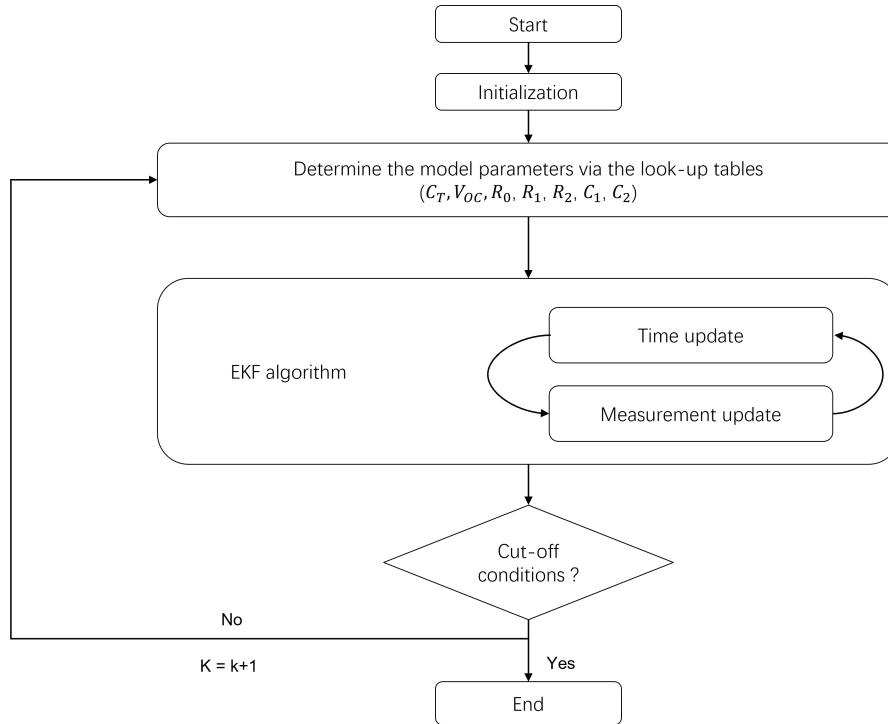 Start
Initialization
Determine the model parameters via the look-up tables
(C_T, V_OC, R_0, R_1, R_2, C_1, C_2)
EKF algorithm
Time update
Measurement update
Cut-off
conditions ?
No
K = k+1
Yes
End